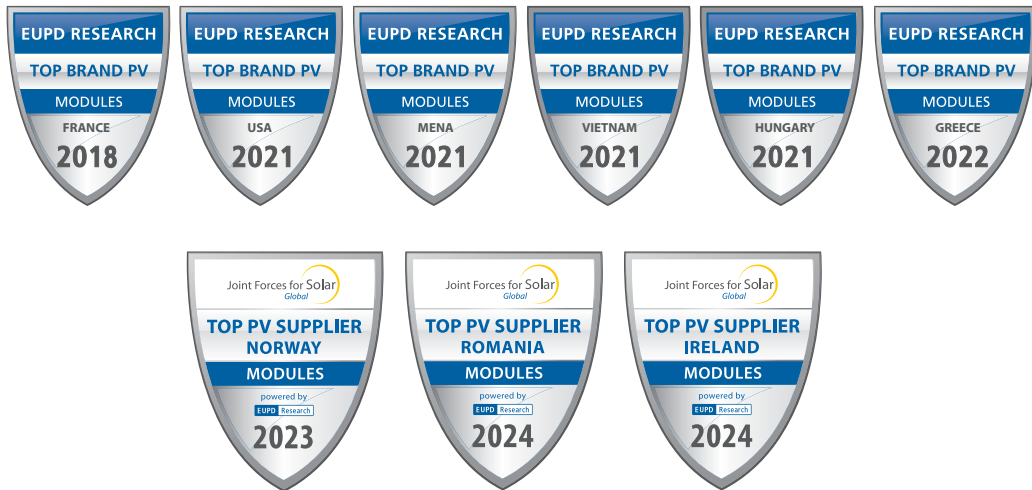 EUPD RESEARCH
TOP BRAND PV
MODULES
FRANCE
2018
EUPD RESEARCH
TOP BRAND PV
MODULES
USA
2021
EUPD RESEARCH
TOP BRAND PV
MODULES
MENA
2021
EUPD RESEARCH
TOP BRAND PV
MODULES
VIETNAM
2021
EUPD RESEARCH
TOP BRAND PV
MODULES
HUNGARY
2021
EUPD RESEARCH
TOP BRAND PV
MODULES
GREECE
2022
Joint Forces for Solar
Global
TOP PV SUPPLIER
NORWAY
MODULES
powered by
EUPD Research
2023
Joint Forces for Solar
Global
TOP PV SUPPLIER
ROMANIA
MODULES
powered by
EUPD Research
2024
Joint Forces for Solar
Global
TOP PV SUPPLIER
IRELAND
MODULES
powered by
EUPD Research
2024